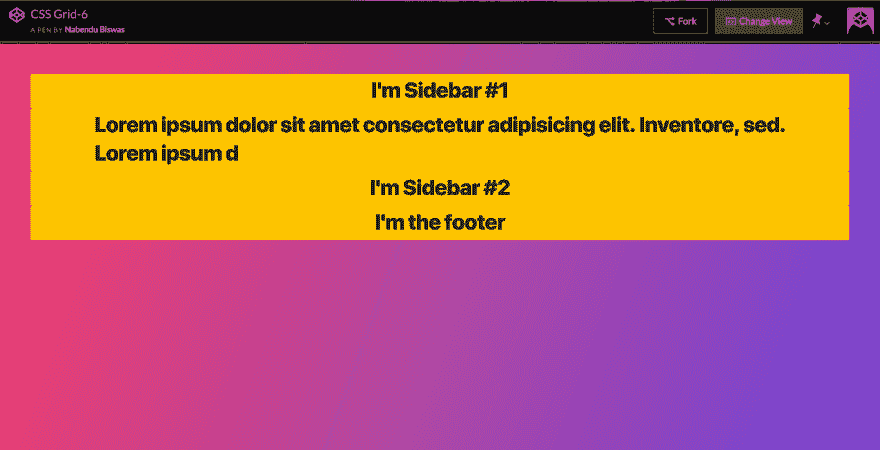 CSS Grid-6
A PEN BY Nabendu Biswas
Fork
Change View
I'm Sidebar #1
Lorem ipsum dolor sit amet consectetur adipisicing elit. Inventore, sed.
Lorem ipsum d
I'm Sidebar #2
I'm the footer